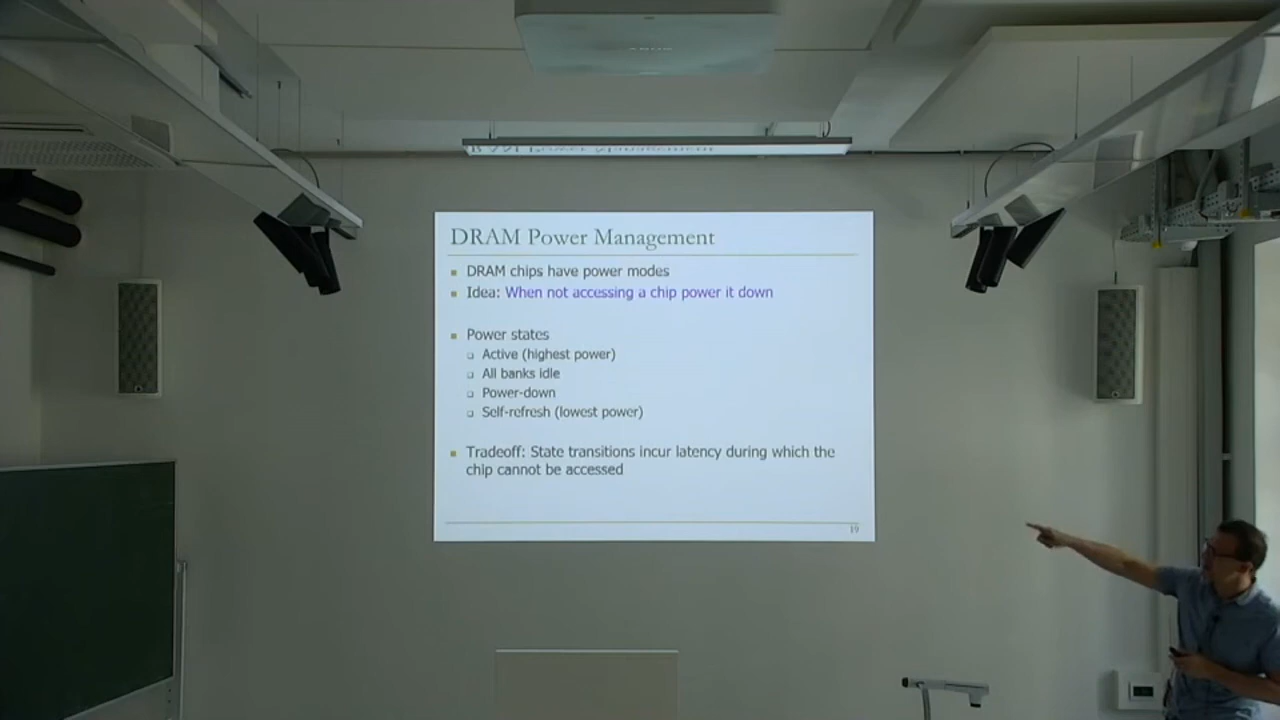 DRAM Power Management
DRAM chips have power modes
Idea: When not accessing a chip power it down
Power states
Active (highest power)
All banks idle
Power-down
Self-refresh (lowest power)
Tradeoff: State transitions incur latency during which the
chip cannot be accessed
19